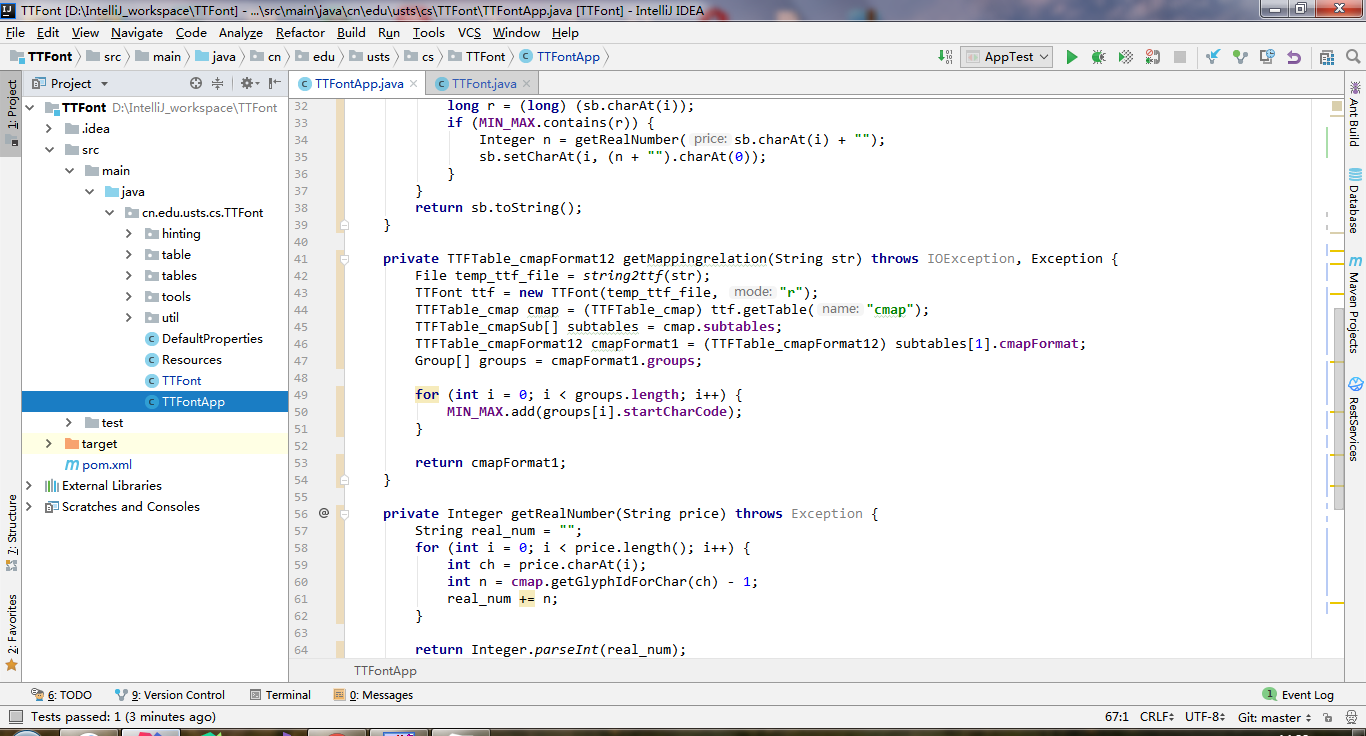 TTFont [D:\IntelliJ_workspace\TTFont] - ...\src\main\java\cn\edu\usts\cs\TTFont\TTFontApp.java [TTFont] - IntelliJ IDEA
File Edit View Navigate Code Analyze Refactor Build Run Tools VCS Window Help
TTFont src main java cn edu usts cs TTFont TTFontApp AppTest
Project
TTFontApp.java TTFont.java
1: Project
7: Structure
2: Favorites
TTFont D:\IntelliJ_workspace\TTFont
.idea
src
main
java
cn.edu.usts.cs.TTFont
hinting
table
tables
tools
util
DefaultProperties
Resources
TTFont
TTFontApp
test
target
pom.xml
External Libraries
Scratches and Consoles
32 long r = (long) (sb.charAt(i));
33 if (MIN_MAX.contains(r)) {
34 Integer n = getRealNumber( price: sb.charAt(i) + "");
35 sb.setCharAt(i, (n + "").charAt(0));
36 }
37 }
38 return sb.toString();
39 }
40
41 private TTFTable_cmapFormat12 getMappingrelation(String str) throws IOException, Exception {
42 File temp_ttf_file = string2ttf(str);
43 TTFont ttf = new TTFont(temp_ttf_file, mode: "r");
44 TTFTable_cmap cmap = (TTFTable_cmap) ttf.getTable( name: "cmap");
45 TTFTable_cmapSub[] subtables = cmap.subtables;
46 TTFTable_cmapFormat12 cmapFormat1 = (TTFTable_cmapFormat12) subtables[1].cmapFormat;
47 Group[] groups = cmapFormat1.groups;
48
49 for (int i = 0; i < groups.length; i++) {
50 MIN_MAX.add(groups[i].startCharCode);
51 }
52
53 return cmapFormat1;
54 }
55
56 @ private Integer getRealNumber(String price) throws Exception {
57 String real_num = "";
58 for (int i = 0; i < price.length(); i++) {
59 int ch = price.charAt(i);
60 int n = cmap.getGlyphIdForChar(ch) - 1;
61 real_num += n;
62 }
63
64 return Integer.parseInt(real_num);
TTFontApp
Ant Build
Database
Maven Projects
RestServices
6: TODO 9: Version Control Terminal 0: Messages 1 Event Log
Tests passed: 1 (3 minutes ago) 67:1 CRLF UTF-8 Git: master